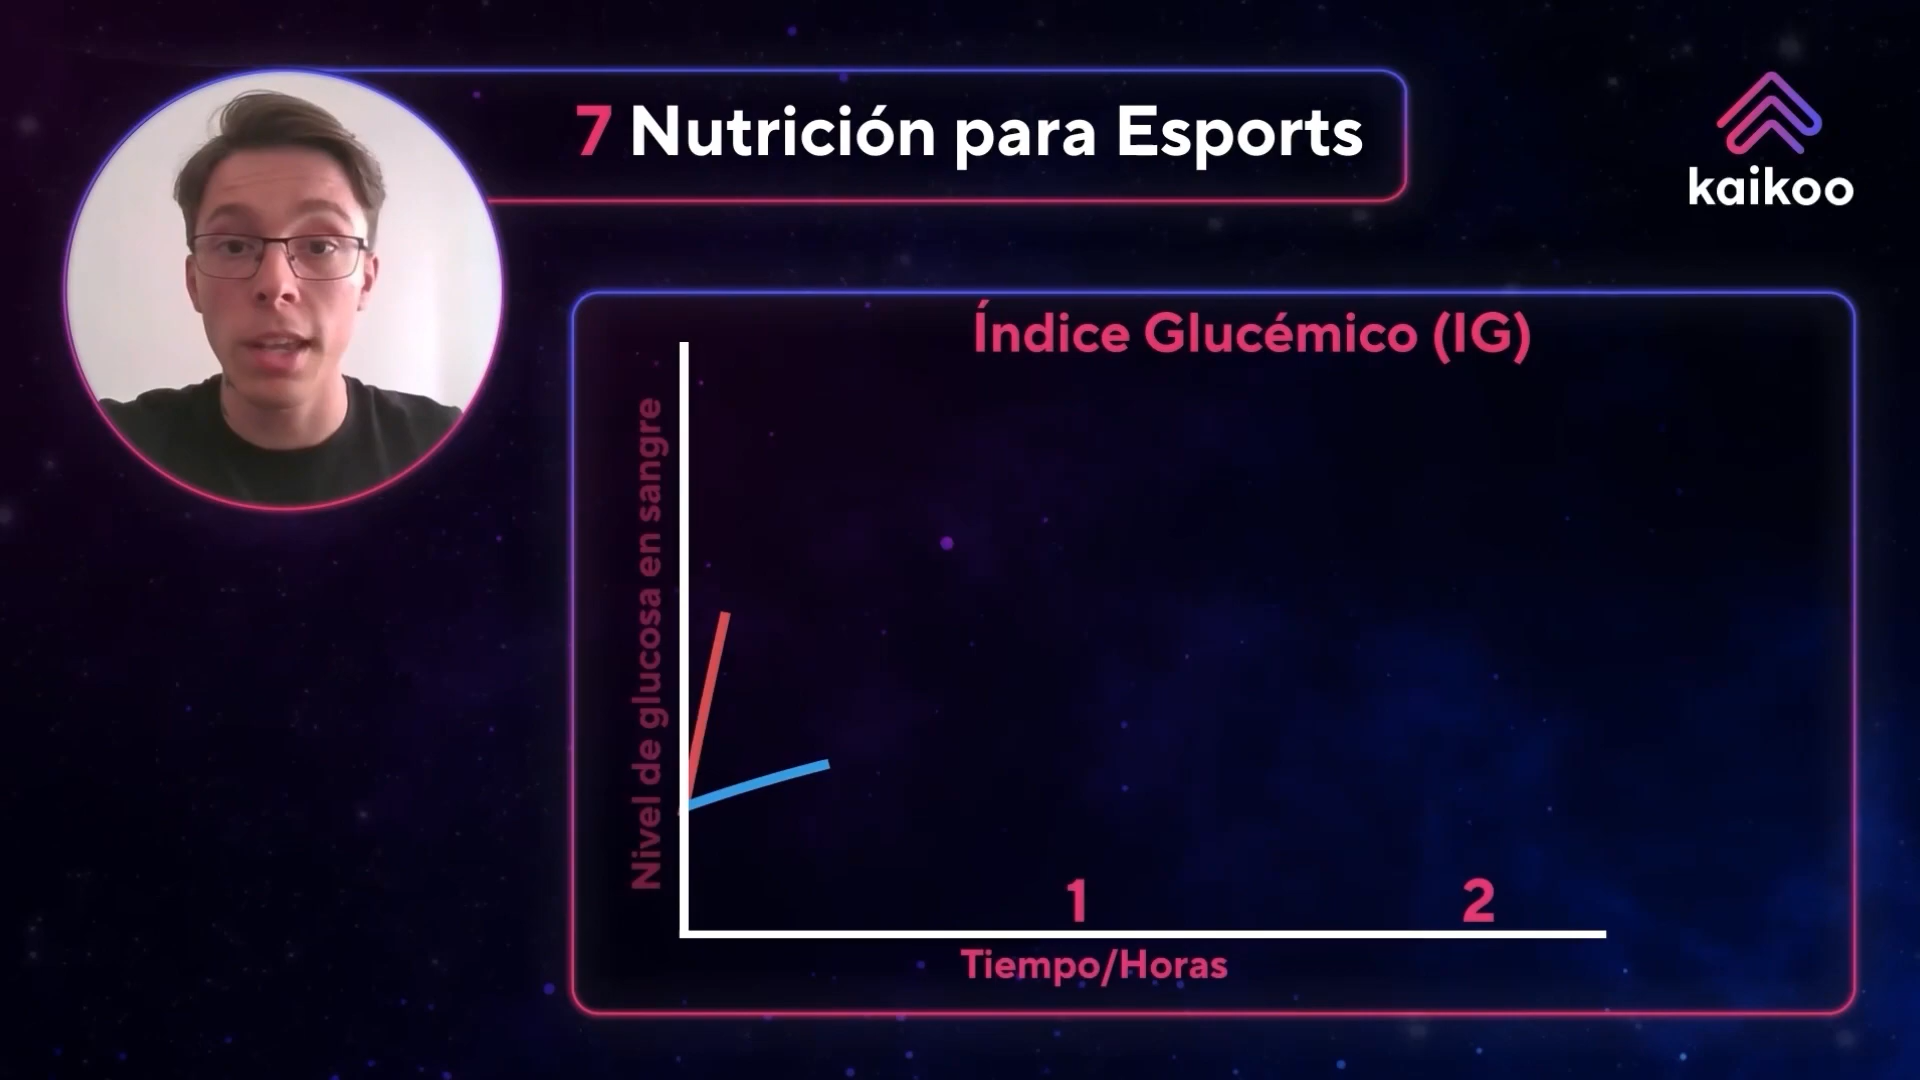 7 Nutrición para Esports
kaikoo
Índice Glucémico (IG)
Nivel de glucosa en sangre
1
2
Tiempo/Horas